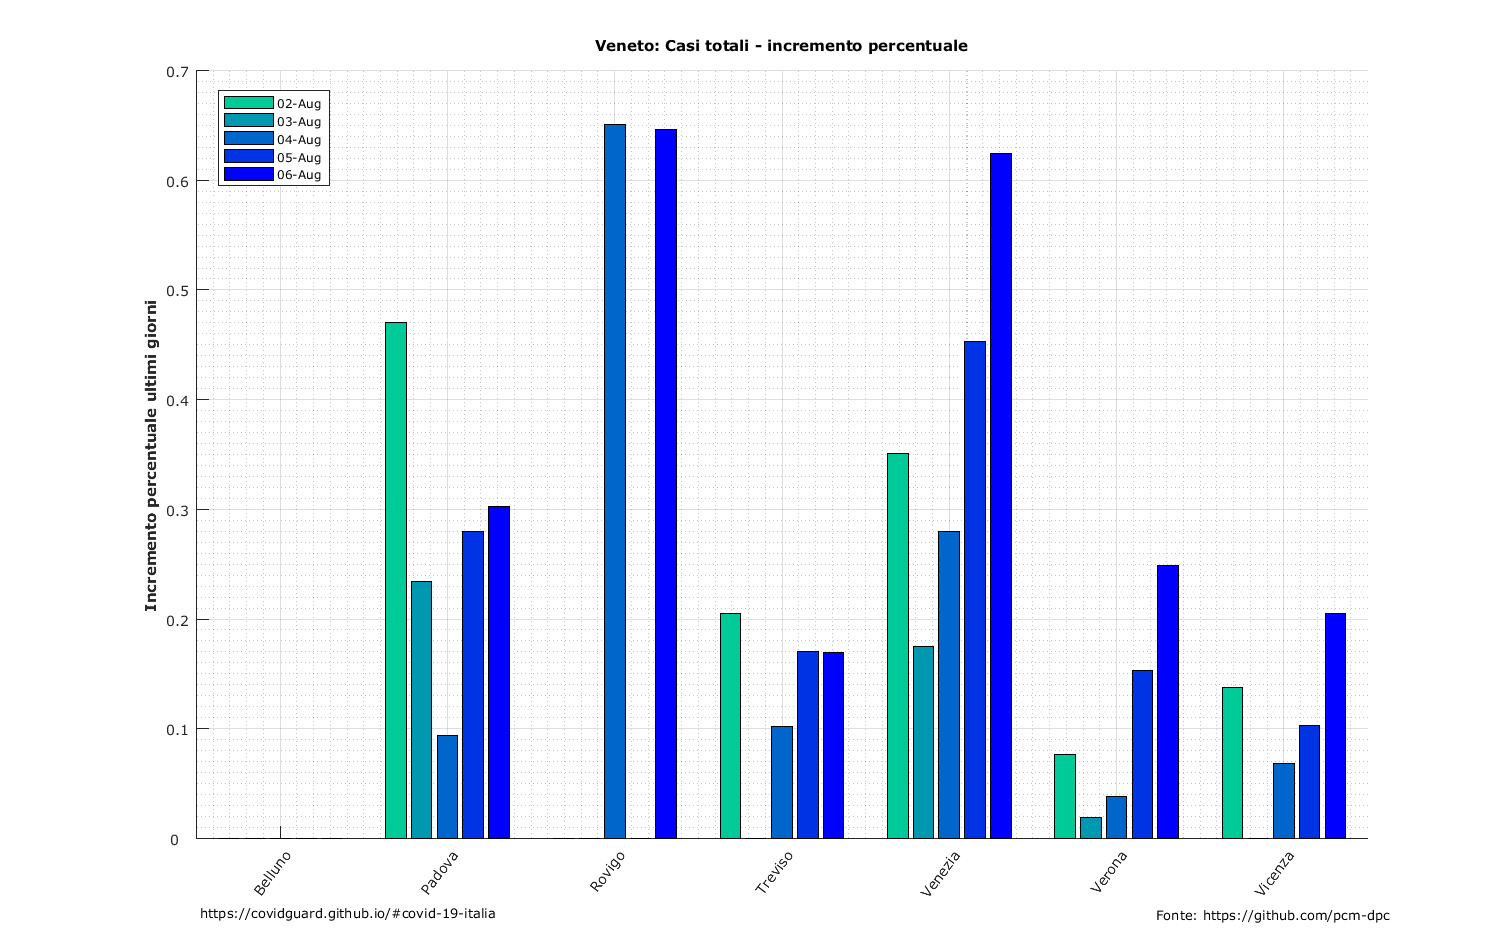 Veneto: Casi totali - incremento percentuale
02-Aug
03-Aug
04-Aug
05-Aug
06-Aug
Incremento percentuale ultimi giorni
0.7
0.6
0.5
0.4
0.3
0.2
0.1
0
Belluno
Padova
Rovigo
Treviso
Venezia
Verona
Vicenza
https://covidguard.github.io/#covid-19-italia
Fonte: https://github.com/pcm-dpc